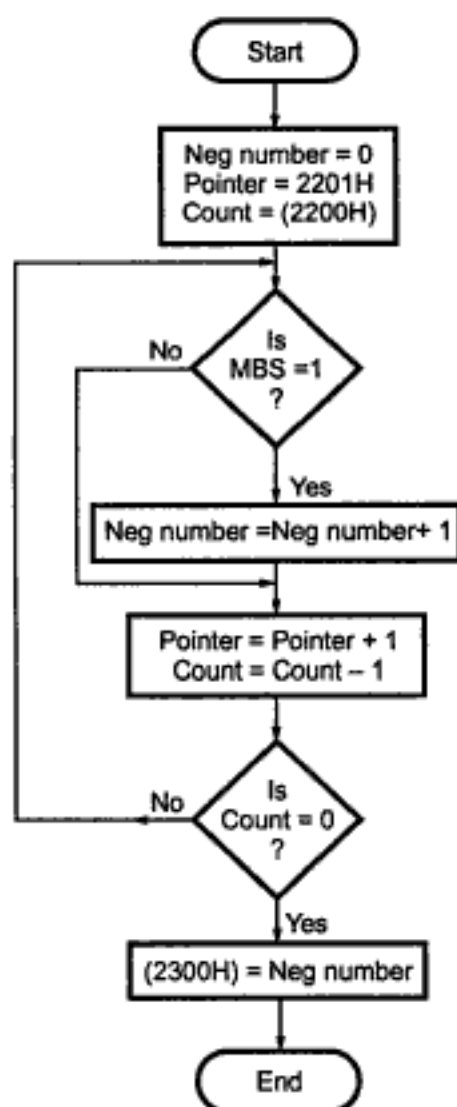 Start
Neg number = 0
Pointer = 2201H
Count = (2200H)
Is
MBS =1
?
No
Yes
Neg number =Neg number+ 1
Pointer = Pointer + 1
Count = Count – 1
Is
Count = 0
?
No
Yes
(2300H) = Neg number
End